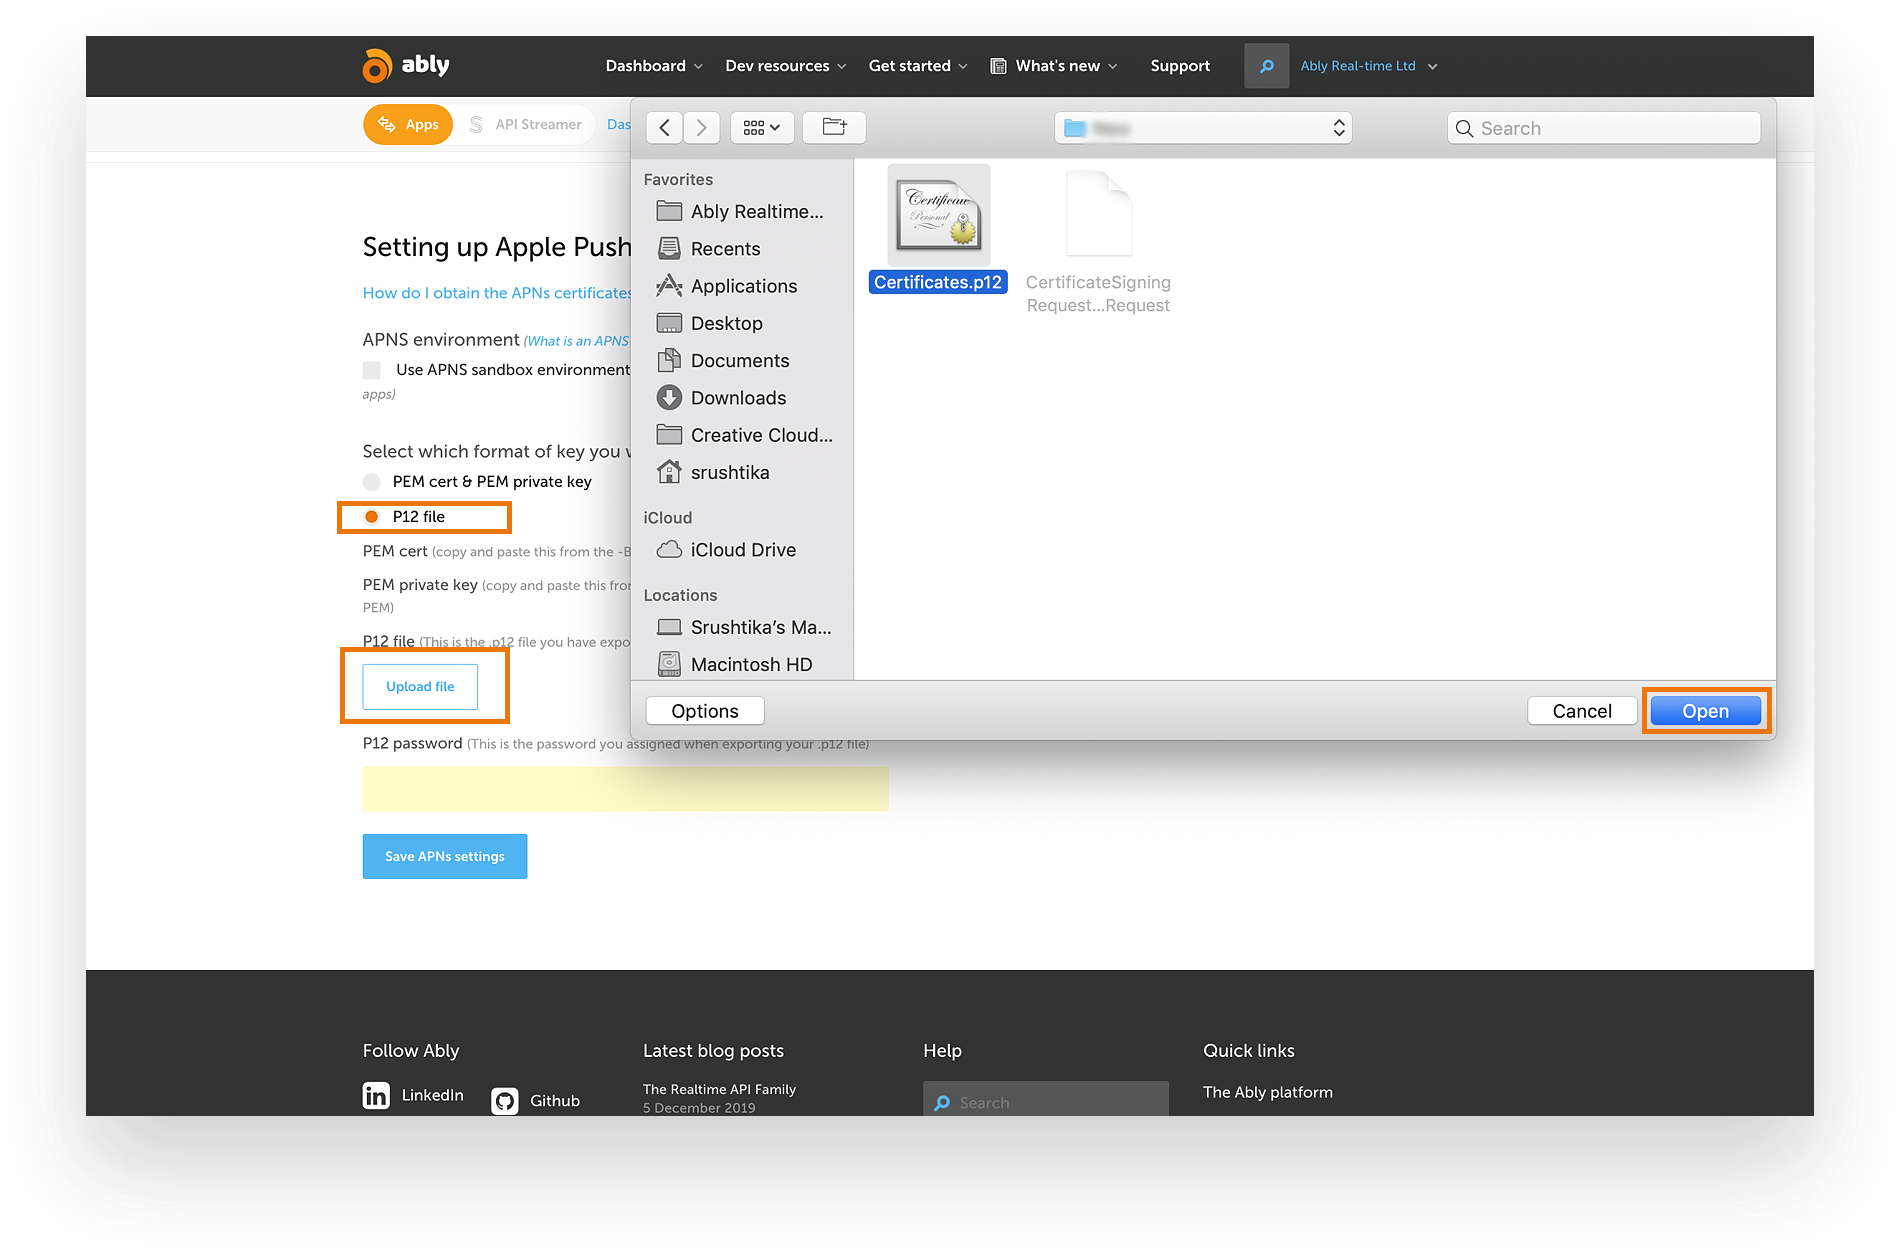 ably
Dashboard
Dev resources
Get started
What's new
Support
Ably Real-time Ltd
Apps
API Streamer
Das
Search
Setting up Apple Push
How do I obtain the APNs certificates
APNS environment (What is an APNS
Use APNS sandbox environment
apps)
Select which format of key you
PEM cert & PEM private key
P12 file
PEM cert (copy and paste this from the -B
PEM private key (copy and paste this from
PEM)
P12 file (This is the .p12 file you have expo
Upload file
P12 password (This is the password you assigned when exporting your .p12 file)
Save APNs settings
Favorites
Ably Realtime...
Recents
Applications
Desktop
Documents
Downloads
Creative Cloud...
srushtika
iCloud
iCloud Drive
Locations
Srushtika's Ma...
Macintosh HD
Certificate
Personal
Certificates.p12
CertificateSigning
Request...Request
Options
Cancel
Open
Follow Ably
LinkedIn
Github
Latest blog posts
The Realtime API Family
5 December 2019
Help
Search
Quick links
The Ably platform